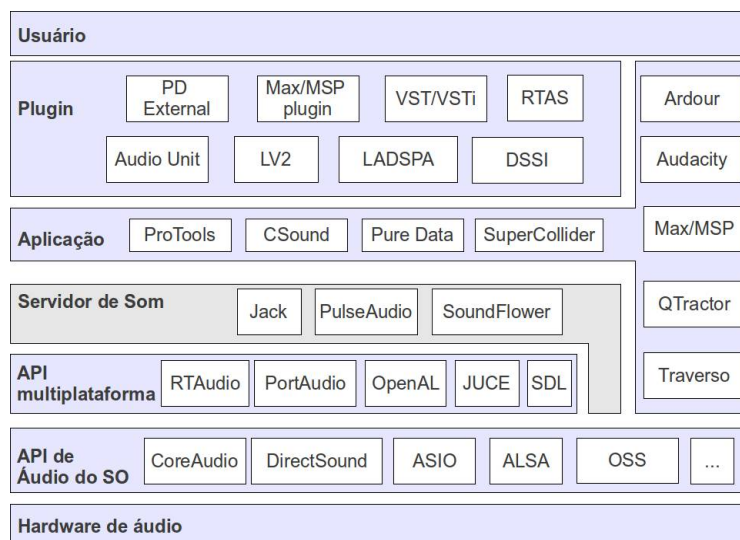 Usuário
Plugin
PD
External
Max/MSP
plugin
VST/VSTi
RTAS
Audio Unit
LV2
LADSPA
DSSI
Ardour
Audacity
Max/MSP
QTractor
Traverso
Aplicação
ProTools
CSound
Pure Data
SuperCollider
Servidor de Som
Jack
PulseAudio
SoundFlower
API
multiplataforma
RTAudio
PortAudio
OpenAL
JUCE
SDL
API de
Áudio do SO
CoreAudio
DirectSound
ASIO
ALSA
OSS
...
Hardware de áudio